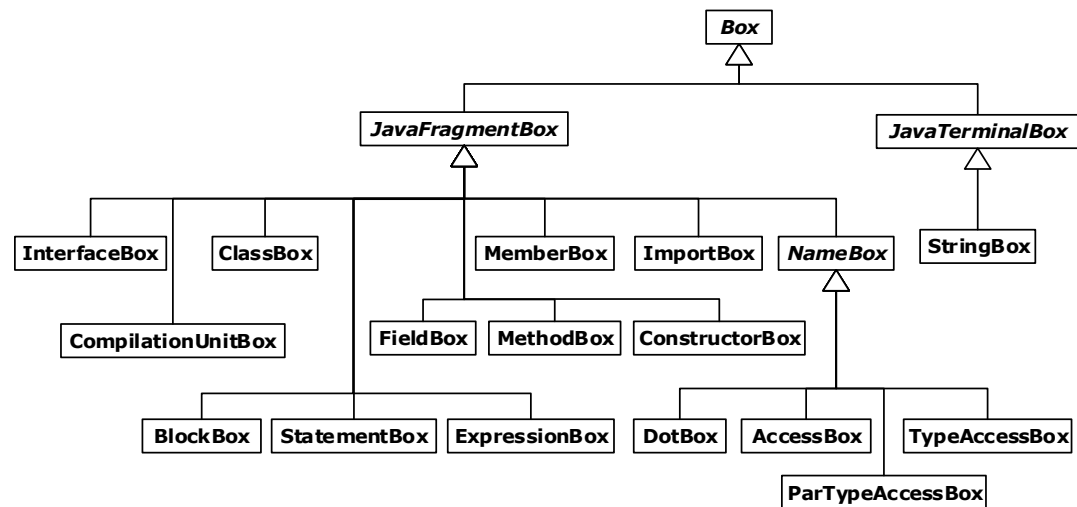 Box
JavaFragmentBox
JavaTerminalBox
InterfaceBox
ClassBox
MemberBox
ImportBox
NameBox
StringBox
CompilationUnitBox
FieldBox
MethodBox
ConstructorBox
BlockBox
StatementBox
ExpressionBox
DotBox
AccessBox
TypeAccessBox
ParTypeAccessBox